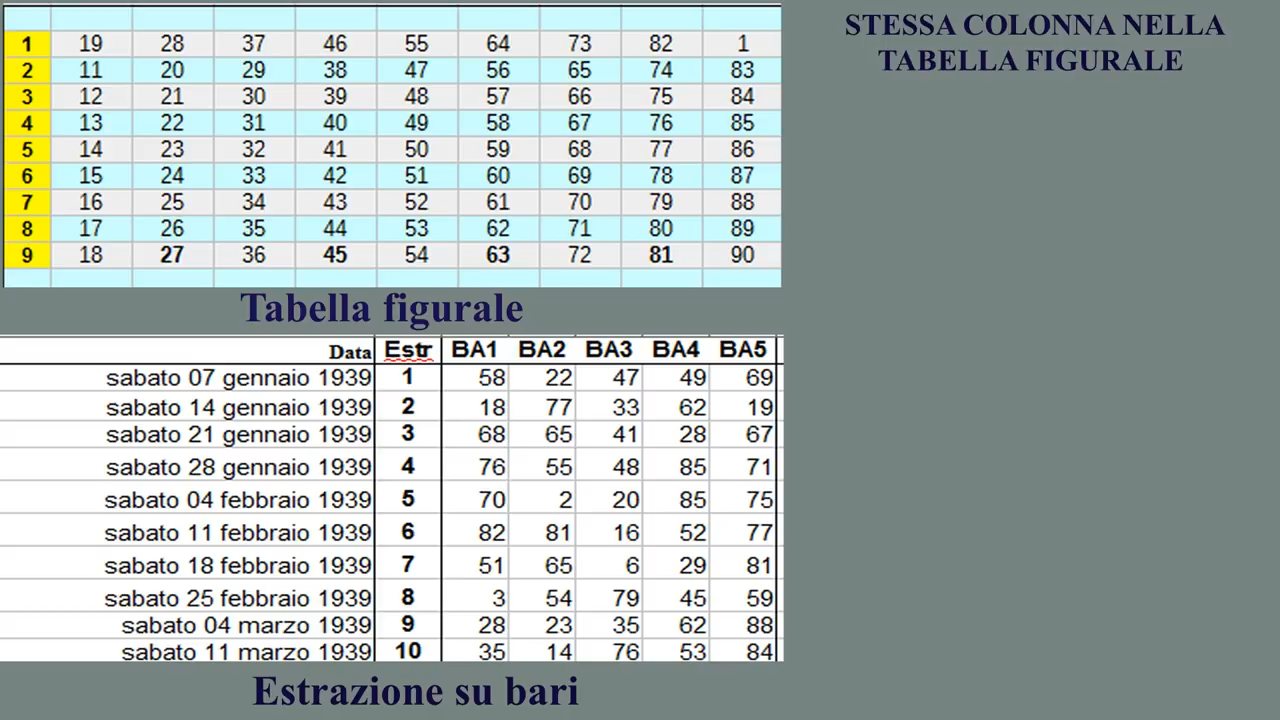 STESSA COLONNA NELLA
TABELLA FIGURALE
1 19 28 37 46 55 64 73 82 1
2 11 20 29 38 47 56 65 74 83
3 12 21 30 39 48 57 66 75 84
4 13 22 31 40 49 58 67 76 85
5 14 23 32 41 50 59 68 77 86
6 15 24 33 42 51 60 69 78 87
7 16 25 34 43 52 61 70 79 88
8 17 26 35 44 53 62 71 80 89
9 18 27 36 45 54 63 72 81 90
Tabella figurale
Data Estr BA1 BA2 BA3 BA4 BA5
sabato 07 gennaio 1939 1 58 22 47 49 69
sabato 14 gennaio 1939 2 18 77 33 62 19
sabato 21 gennaio 1939 3 68 65 41 28 67
sabato 28 gennaio 1939 4 76 55 48 85 71
sabato 04 febbraio 1939 5 70 2 20 85 75
sabato 11 febbraio 1939 6 82 81 16 52 77
sabato 18 febbraio 1939 7 51 65 6 29 81
sabato 25 febbraio 1939 8 3 54 79 45 59
sabato 04 marzo 1939 9 28 23 35 62 88
sabato 11 marzo 1939 10 35 14 76 53 84
Estrazione su bari